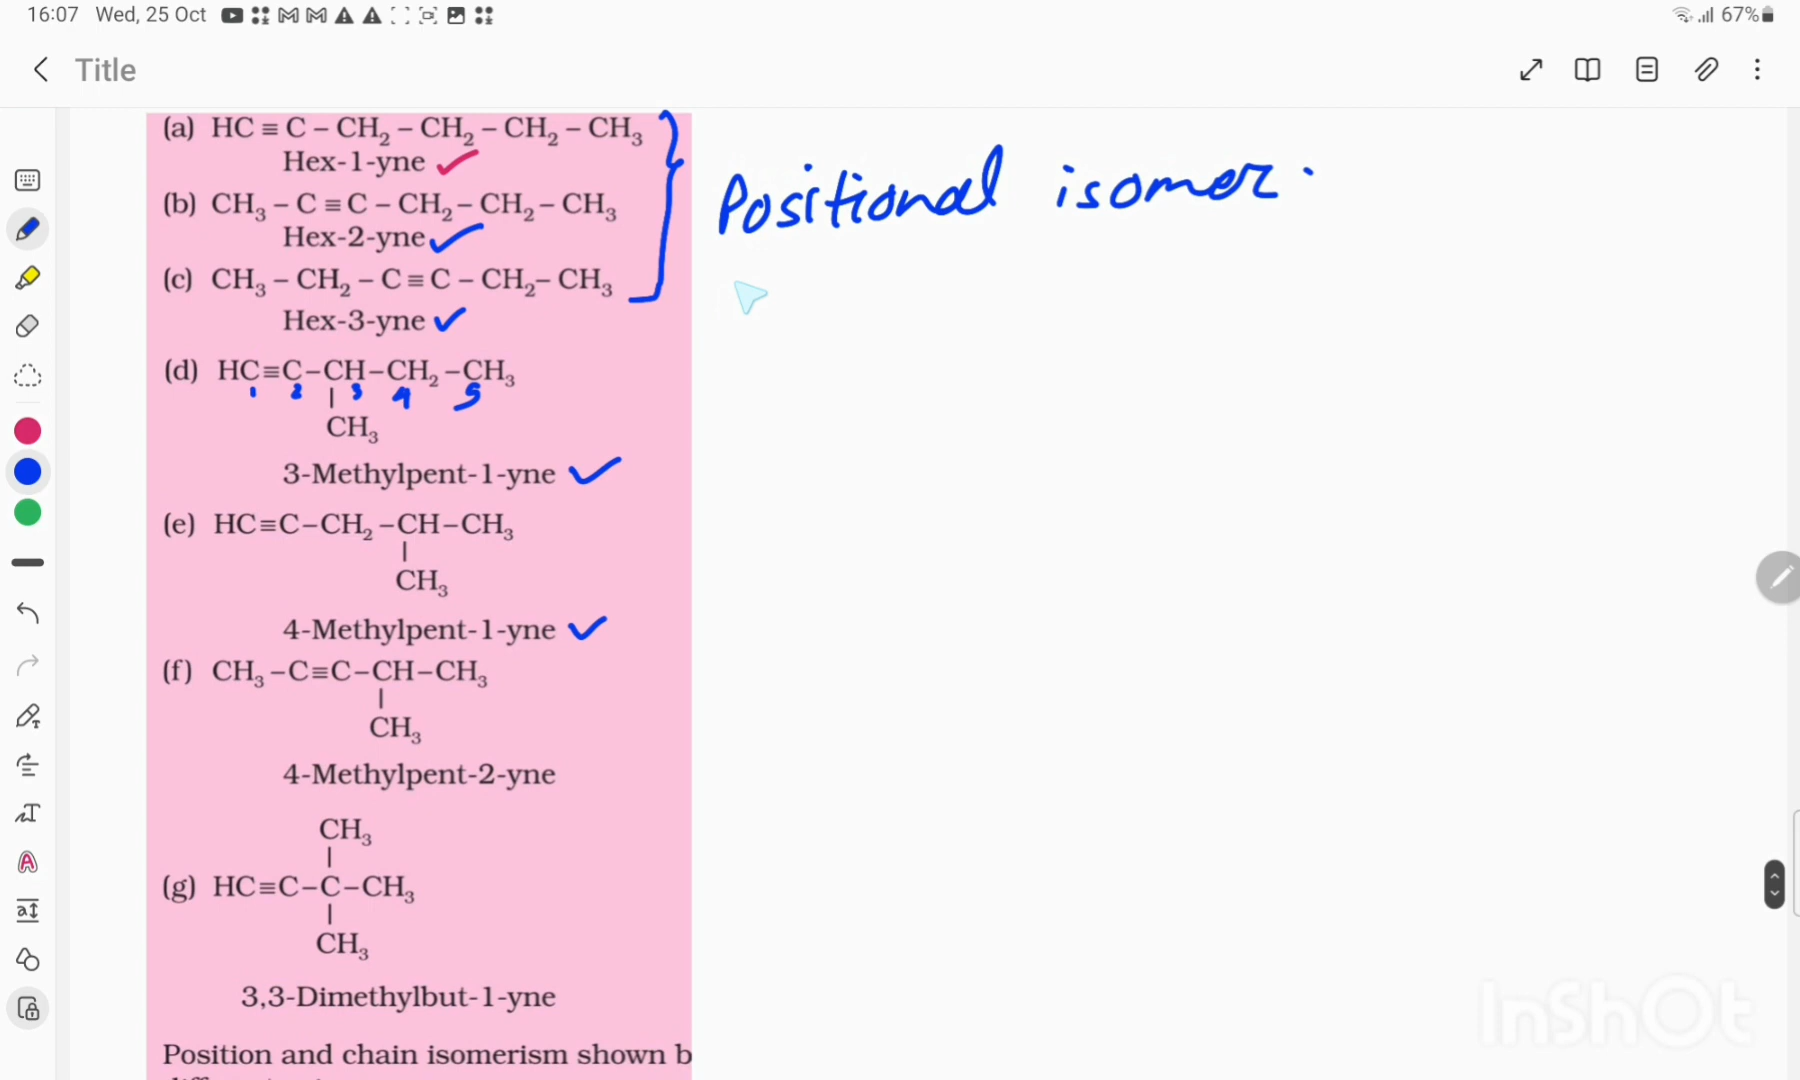 16:07 Wed, 25 Oct
67%
Title
(a) HC ≡ C – CH₂ – CH₂ – CH₂ – CH₃
Hex-1-yne
(b) CH₃ – C ≡ C – CH₂ – CH₂ – CH₃
Hex-2-yne
(c) CH₃ – CH₂ – C ≡ C – CH₂ – CH₃
Hex-3-yne
Positional isomer.
(d) HC≡C–CH–CH₂–CH₃
1 2 | 3 4 5
CH₃
3-Methylpent-1-yne
(e) HC≡C–CH₂–CH–CH₃
|
CH₃
4-Methylpent-1-yne
(f) CH₃–C≡C–CH–CH₃
|
CH₃
4-Methylpent-2-yne
CH₃
|
(g) HC≡C–C–CH₃
|
CH₃
3,3-Dimethylbut-1-yne
Position and chain isomerism shown b
InShOt